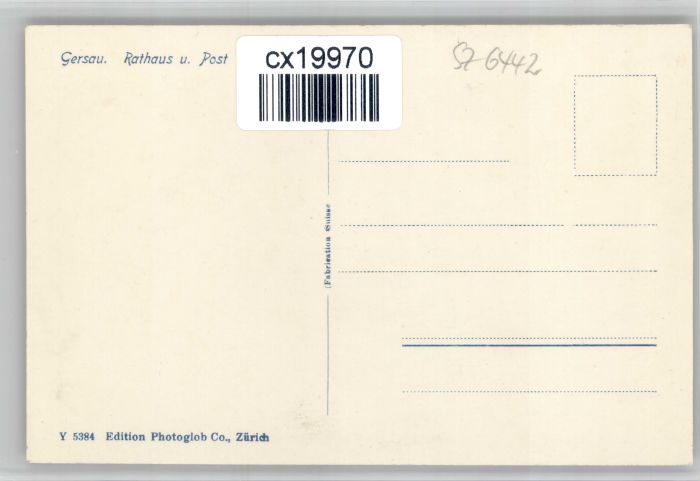 Gersau. Rathaus u. Post
cx19970
SZ 6442
(Fabrication Suisse
Y 5384 Edition Photoglob Co., Zürich